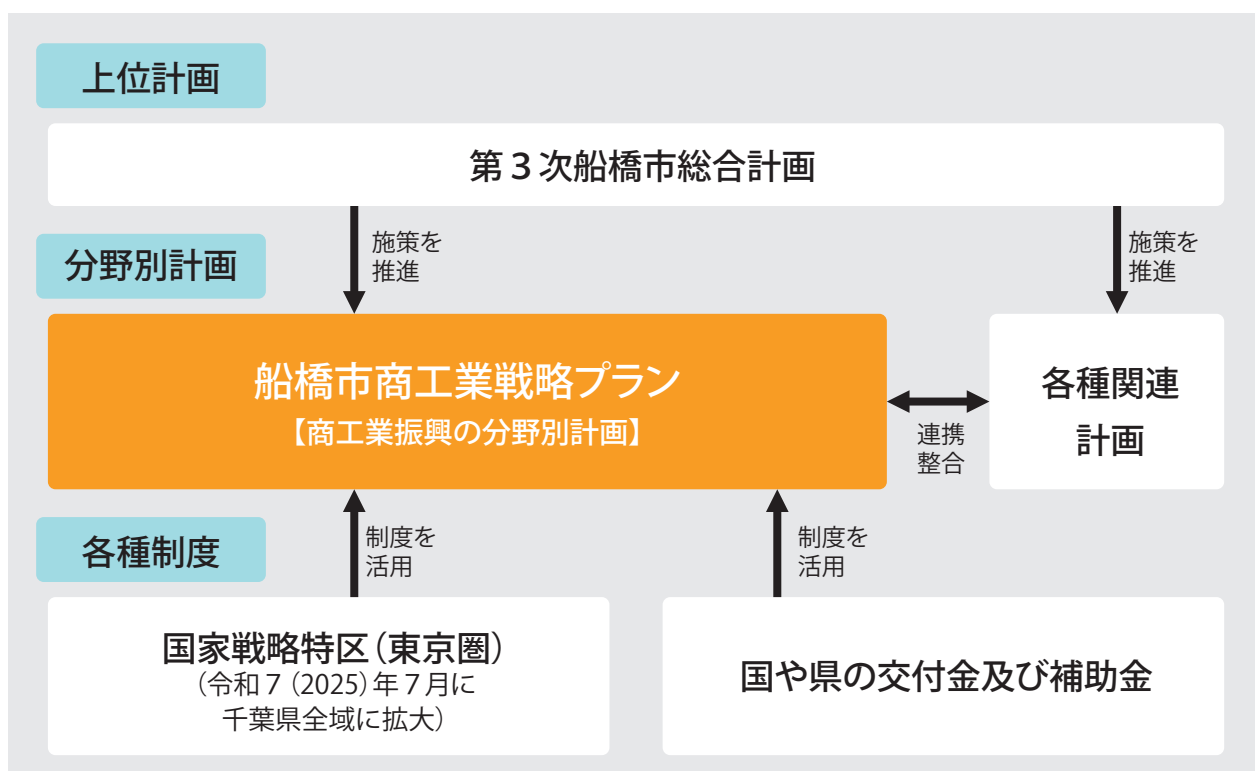 上位計画
第３次船橋市総合計画
施策を
推進
施策を
推進
分野別計画
船橋市商工業戦略プラン
【商工業振興の分野別計画】
連携
整合
各種関連
計画
各種制度
制度を
活用
制度を
活用
国家戦略特区（東京圏）
（令和７（2025）年７月に
千葉県全域に拡大）
国や県の交付金及び補助金